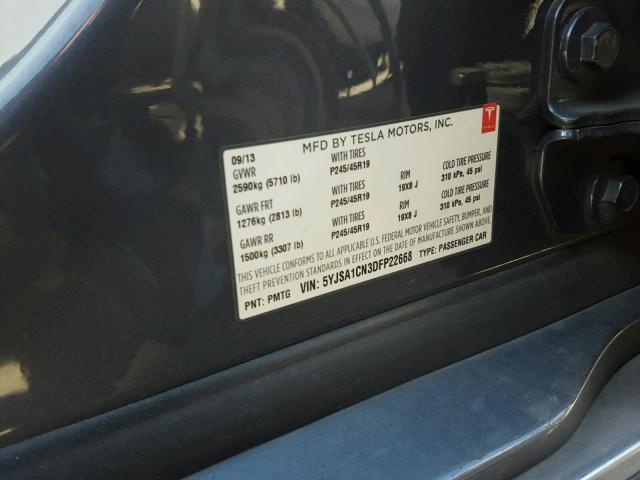 MFD BY TESLA MOTORS, INC.
TESLA
09/13
GVWR WITH TIRES RIM COLD TIRE PRESSURE
2590kg (5710 lb) P245/45R19 19X8 J 310 kPa, 45 psi
GAWR FRT WITH TIRES RIM COLD TIRE PRESSURE
1276kg (2813 lb) P245/45R19 19X8 J 310 kPa, 45 psi
GAWR RR WITH TIRES
1500kg (3307 lb) P245/45R19
THIS VEHICLE CONFORMS TO ALL APPLICABLE U.S. FEDERAL MOTOR VEHICLE SAFETY, BUMPER, AND
THEFT PREVENTION STANDARDS IN EFFECT ON THE DATE OF MANUFACTURE SHOWN ABOVE.
PNT: PMTG VIN: 5YJSA1CN3DFP22668 TYPE: PASSENGER CAR